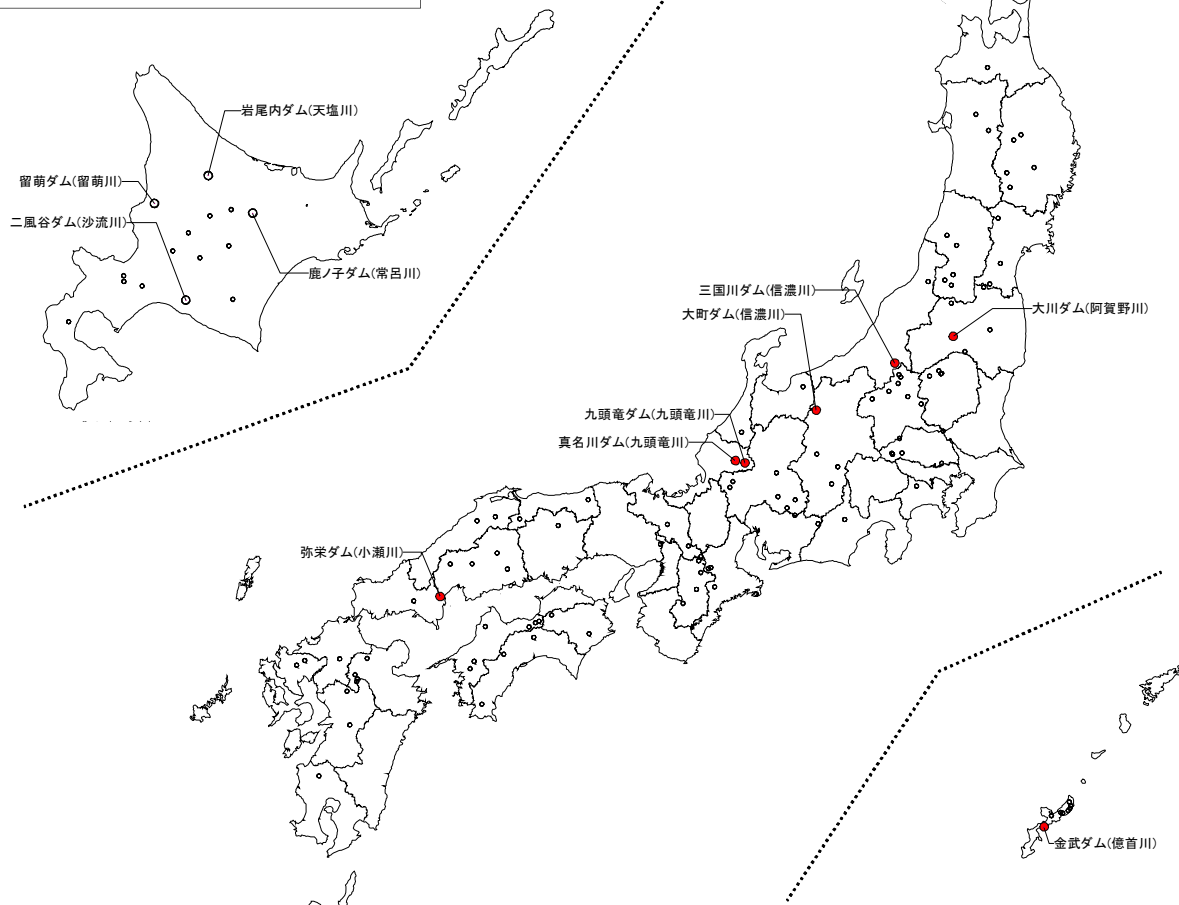 岩尾内ダム(天塩川)
留萌ダム(留萌川)
二風谷ダム(沙流川)
鹿ノ子ダム(常呂川)
三国川ダム(信濃川)
大町ダム(信濃川)
大川ダム(阿賀野川)
九頭竜ダム(九頭竜川)
真名川ダム(九頭竜川)
弥栄ダム(小瀬川)
金武ダム(億首川)